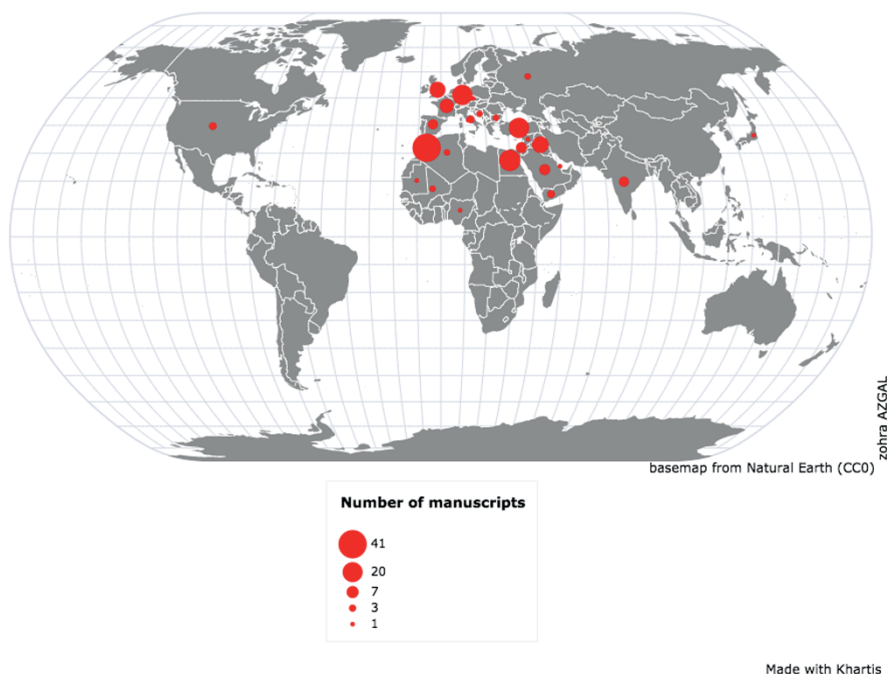 zohra AZGAL
basemap from Natural Earth (CC0)
Number of manuscripts
41
20
7
3
1
Made with Khartis